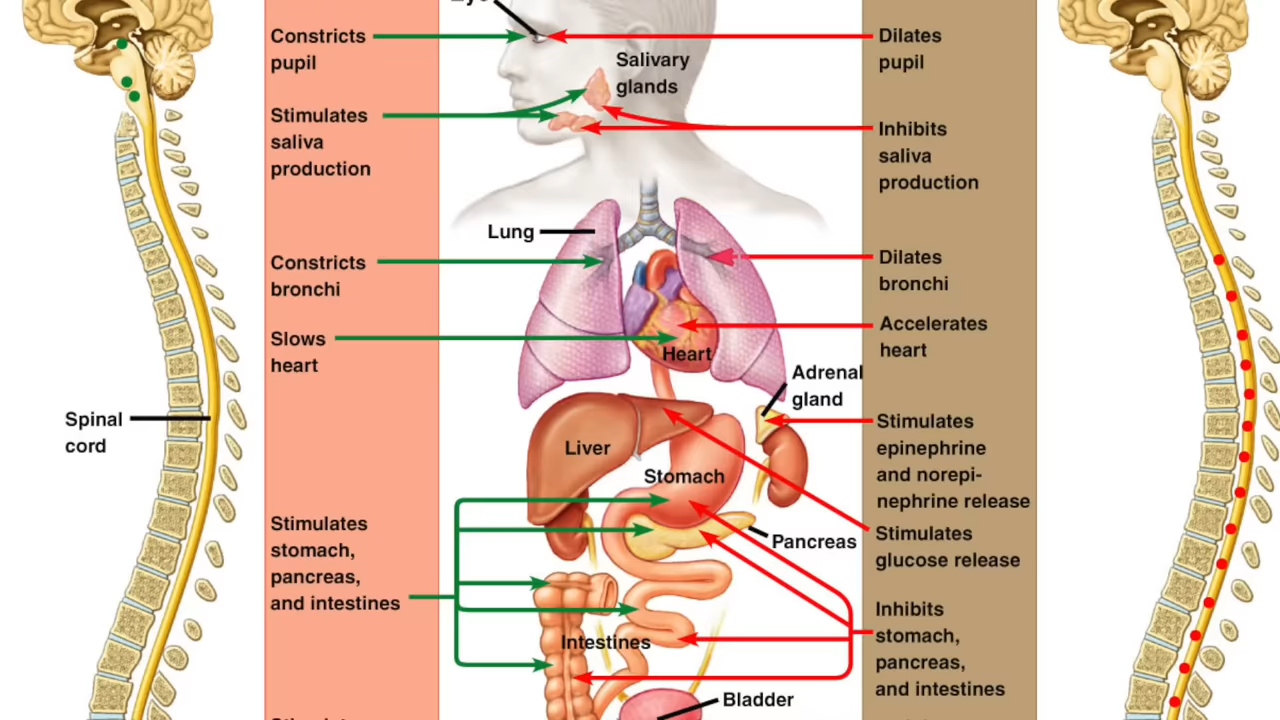 Constricts
pupil
Stimulates
saliva
production
Constricts
bronchi
Slows
heart
Spinal
cord
Stimulates
stomach,
pancreas,
and intestines
Salivary
glands
Lung
Heart
Adrenal
gland
Liver
Stomach
Pancreas
Intestines
Bladder
Dilates
pupil
Inhibits
saliva
production
Dilates
bronchi
Accelerates
heart
Stimulates
epinephrine
and norepi-
nephrine release
Stimulates
glucose release
Inhibits
stomach,
pancreas,
and intestines